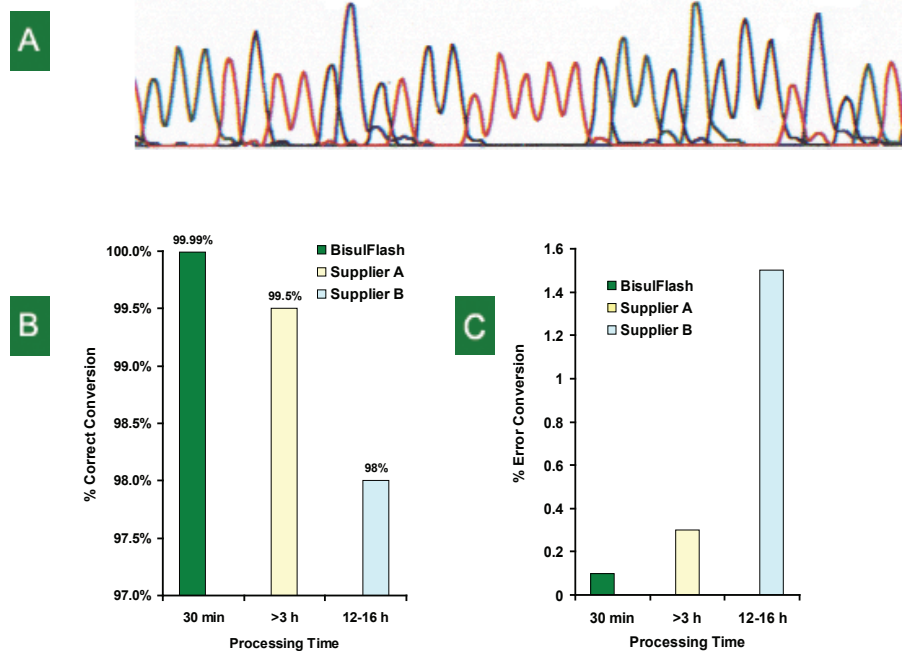 A
B
99.99%
100.0%
99.5%
99.0%
98.5%
98.0%
97.5%
97.0%
% Correct Conversion
BisulFlash
Supplier A
Supplier B
99.5%
98%
30 min
>3 h
12-16 h
Processing Time
C
1.6
1.4
1.2
1
0.8
0.6
0.4
0.2
0
% Error Conversion
BisulFlash
Supplier A
Supplier B
30 min
>3 h
12-16 h
Processing Time